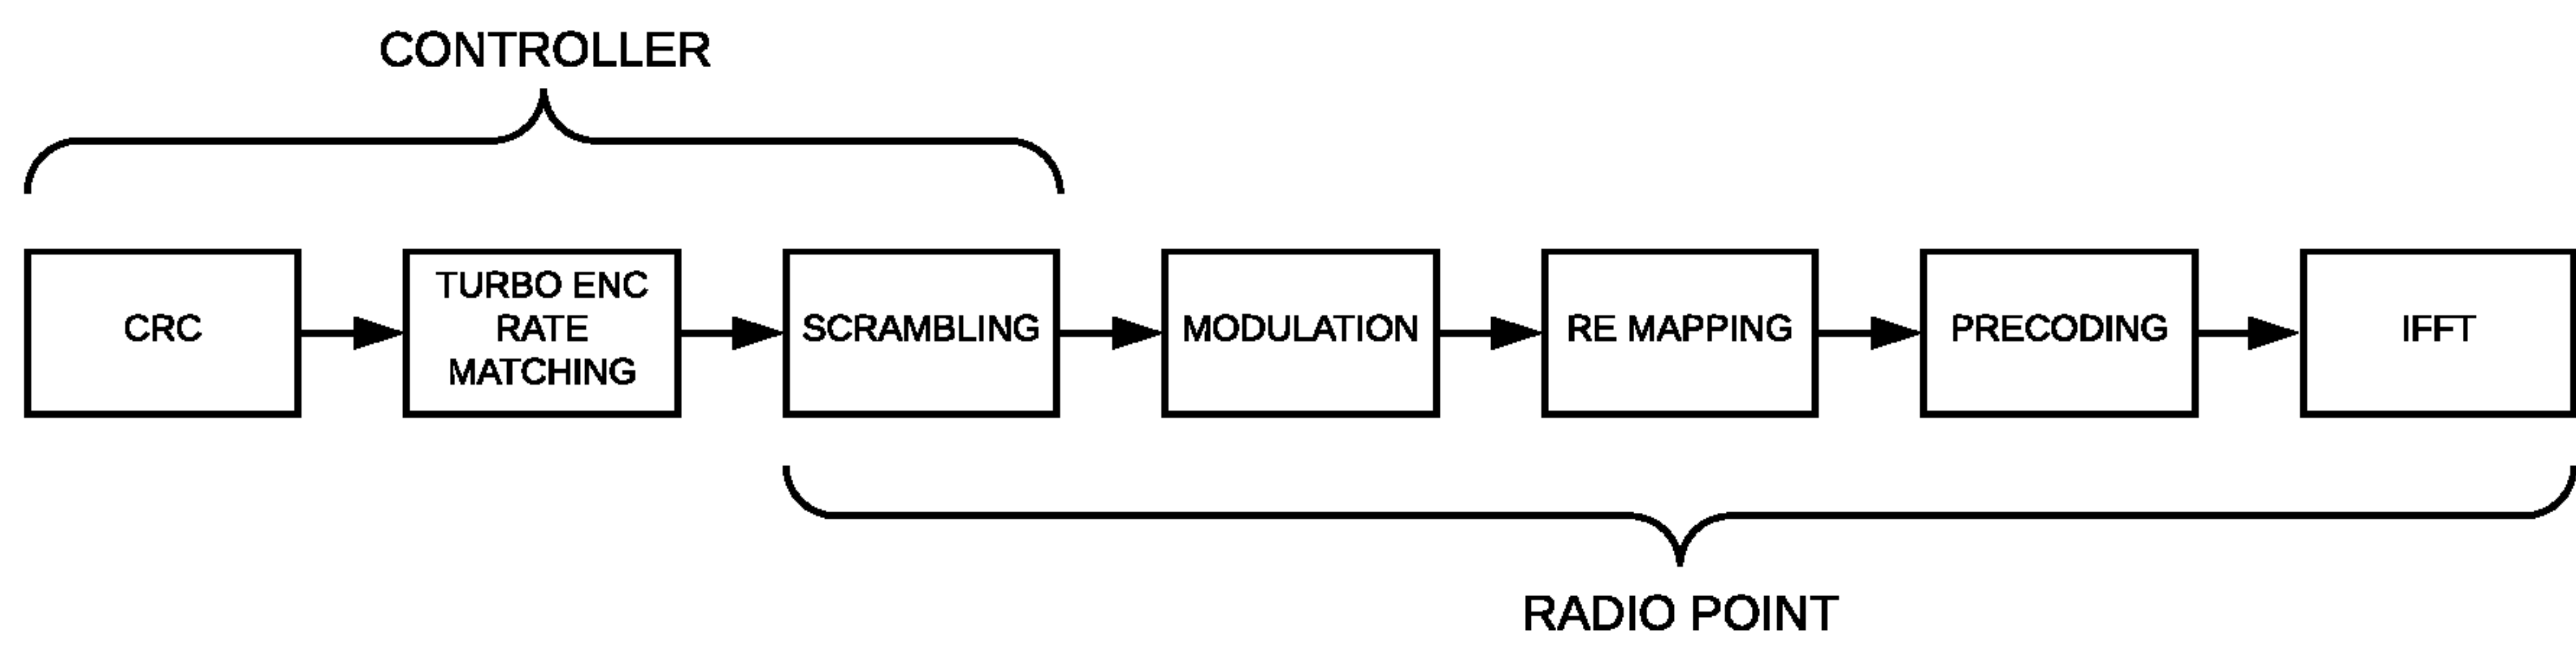 CONTROLLER
CRC
TURBO ENC
RATE
MATCHING
SCRAMBLING
MODULATION
RE MAPPING
PRECODING
IFFT
RADIO POINT